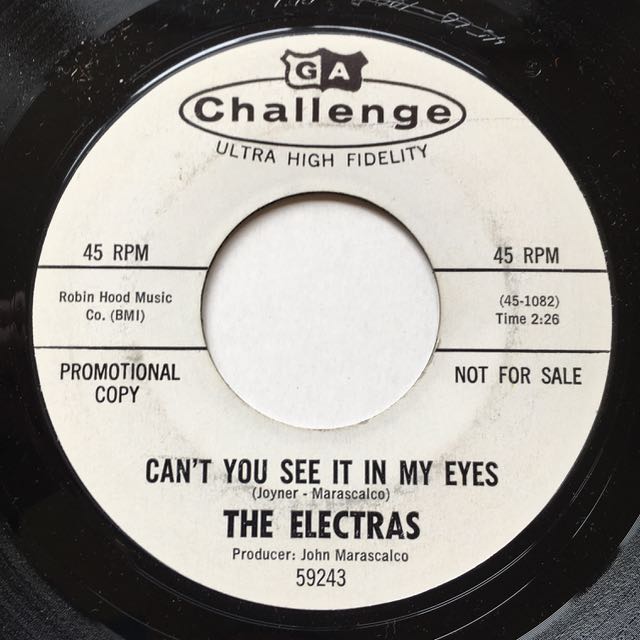 GA
Challenge
ULTRA HIGH FIDELITY
45 RPM
45 RPM
Robin Hood Music
Co. (BMI)
(45-1082)
Time 2:26
PROMOTIONAL
COPY
NOT FOR SALE
CAN'T YOU SEE IT IN MY EYES
(Joyner - Marascalco)
THE ELECTRAS
Producer: John Marascalco
59243